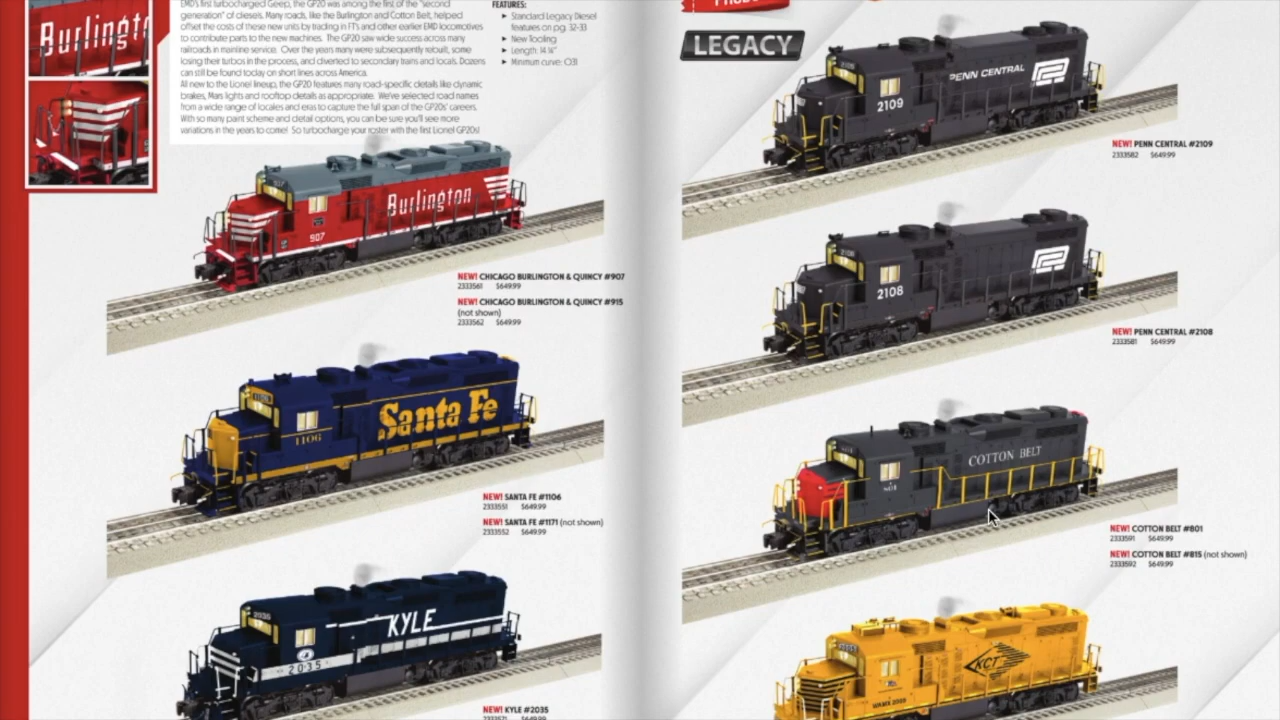 Burlingt
EMD's first turbocharged Geep, the GP20 was among the first of the "second
generation" of diesels. Many roads, like the Burlington and Cotton Belt, helped
offset the costs of these new units by trading in FTs and other earlier EMD locomotives
to contribute parts to the new machines. The GP20 saw wide success across many
railroads in mainline service. Over the years many were subsequently rebuilt, some
losing their turbos in the process, and diverted to secondary trains and locals. Dozens
can still be found today on short lines across America.
All new to the Lionel lineup, the GP20 features many road-specific details like dynamic
brakes, Mars lights and rooftop details as appropriate. We've selected road names
from a wide range of locales and eras to capture the full span of the GP20s' careers.
With so many paint scheme and detail options, you can be sure you'll see more
variations in the years to come! So turbocharge your roster with the first Lionel GP20s!
FEATURES:
► Standard Legacy Diesel
features on pg. 32-33
► New Tooling
► Length: 14 ¼"
► Minimum curve: O31
Burlington
907
NEW! CHICAGO BURLINGTON & QUINCY #907
2333561 $649.99
NEW! CHICAGO BURLINGTON & QUINCY #915
(not shown)
2333562 $649.99
Santa Fe
1106
NEW! SANTA FE #1106
2333551 $649.99
NEW! SANTA FE #1171 (not shown)
2333552 $649.99
2035
KYLE
2035
NEW! KYLE #2035
2333571 $649.99
LEGACY
2109
PENN CENTRAL
2109
NEW! PENN CENTRAL #2109
2333582 $649.99
2108
2108
NEW! PENN CENTRAL #2108
2333581 $649.99
COTTON BELT
801
NEW! COTTON BELT #801
2333591 $649.99
NEW! COTTON BELT #815 (not shown)
2333592 $649.99
KCT